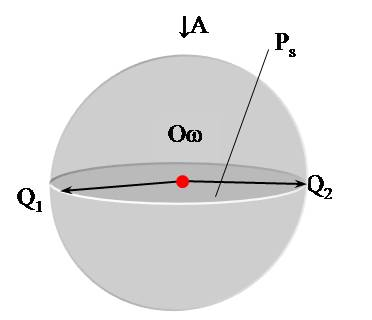 ↓A
Pₛ
Oω
Q₁
Q₂